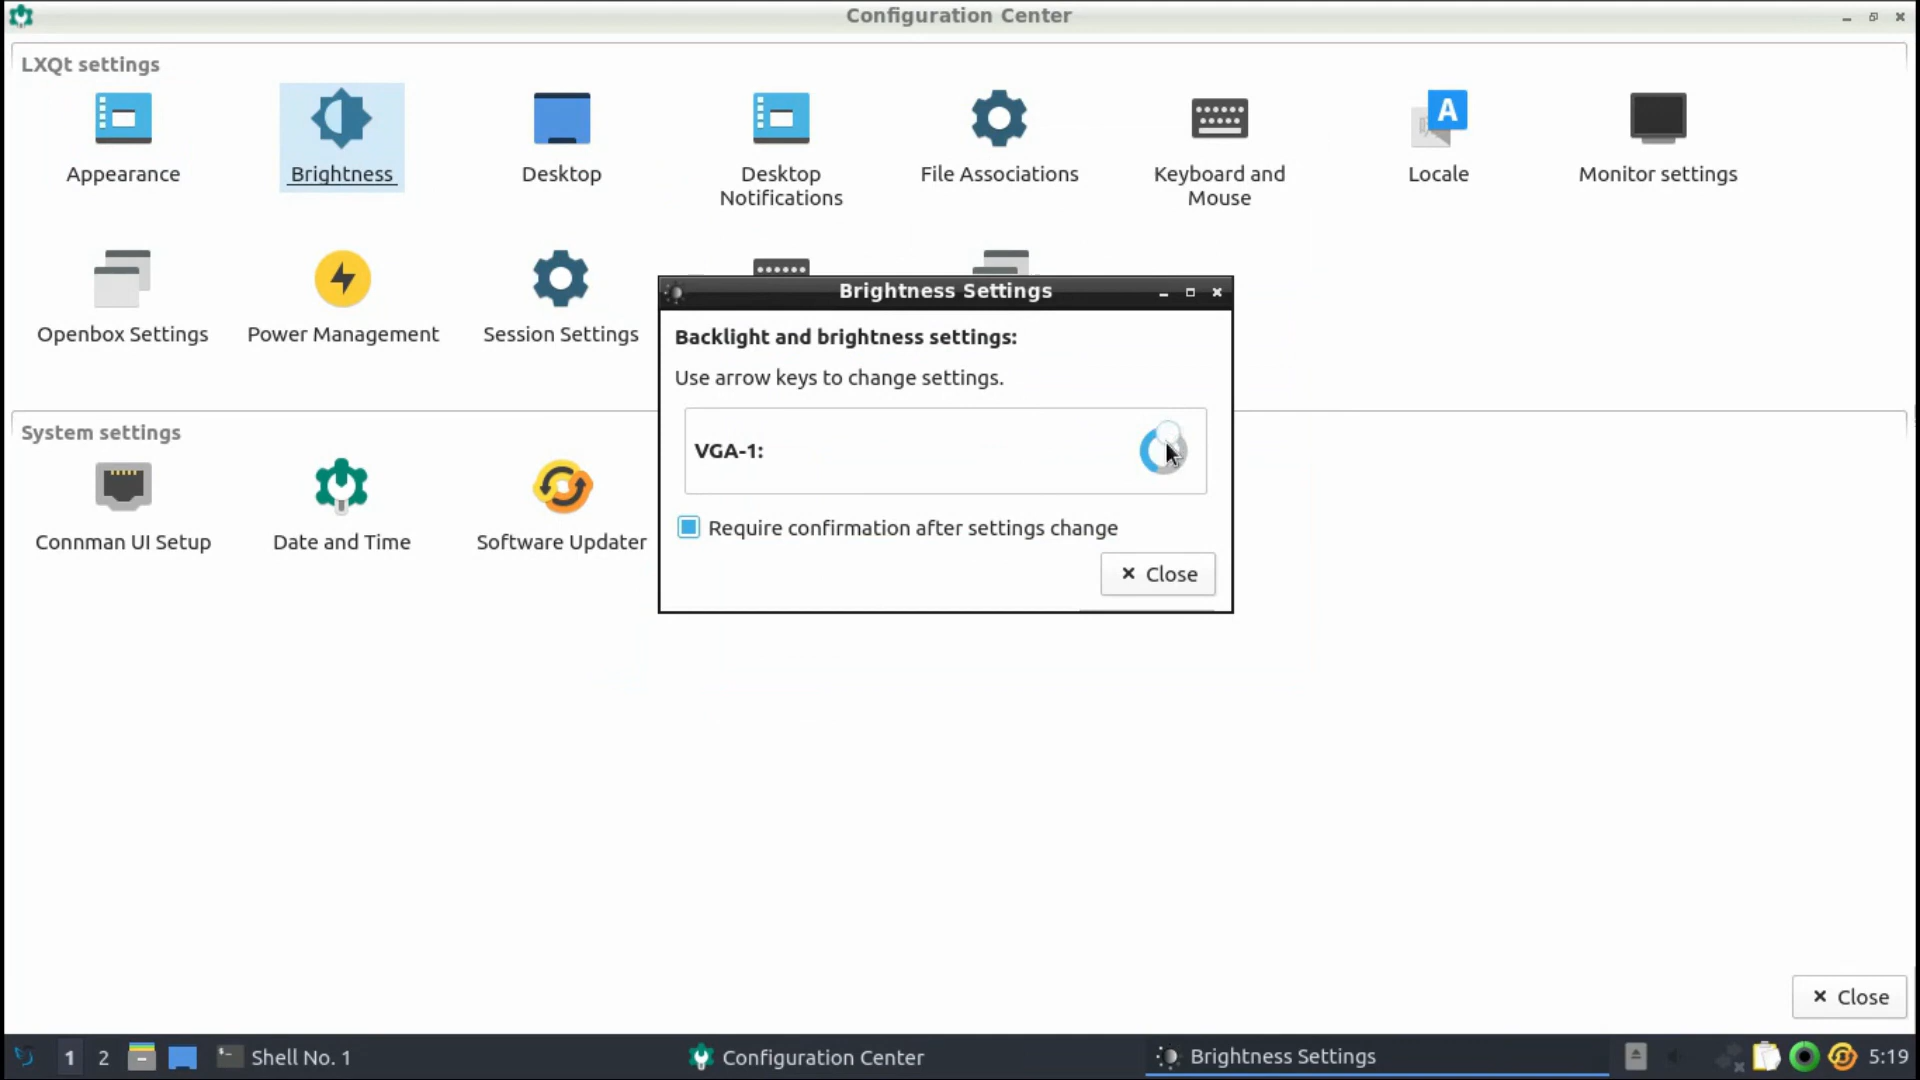 Configuration Center
LXQt settings
Appearance
Brightness
Desktop
Desktop
Notifications
File Associations
Keyboard and
Mouse
Locale
Monitor settings
Openbox Settings
Power Management
Session Settings
Brightness Settings
Backlight and brightness settings:
Use arrow keys to change settings.
VGA-1:
Require confirmation after settings change
Close
System settings
Connman UI Setup
Date and Time
Software Updater
Close
1 2 Shell No. 1 Configuration Center Brightness Settings 5:19